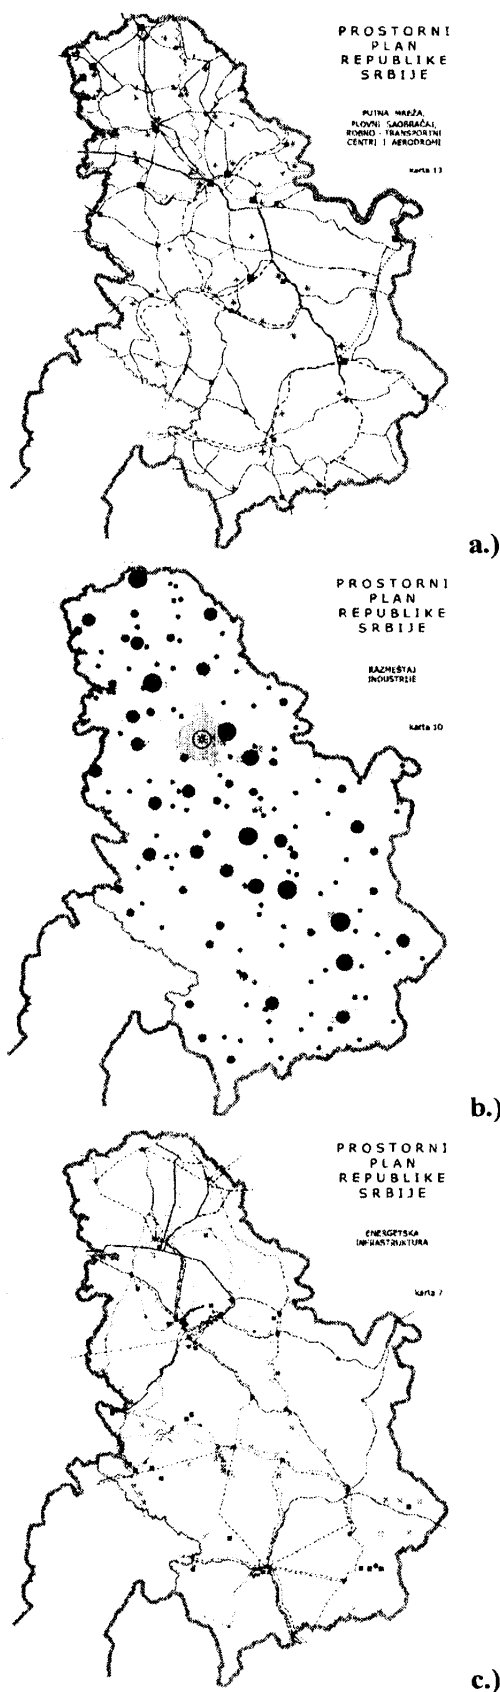 PROSTORNI
PLAN
REPUBLIKE
SRBIJE
PUTNA MREŽA,
PLOVNI SAOBRAĆAJ,
ROBNO - TRANSPORTNI
CENTRI I AERODROMI
karta 13
a.)
PROSTORNI
PLAN
REPUBLIKE
SRBIJE
RAZMEŠTAJ
INDUSTRIJE
karta 10
b.)
PROSTORNI
PLAN
REPUBLIKE
SRBIJE
ENERGETSKA
INFRASTRUKTURA
karta 7
c.)